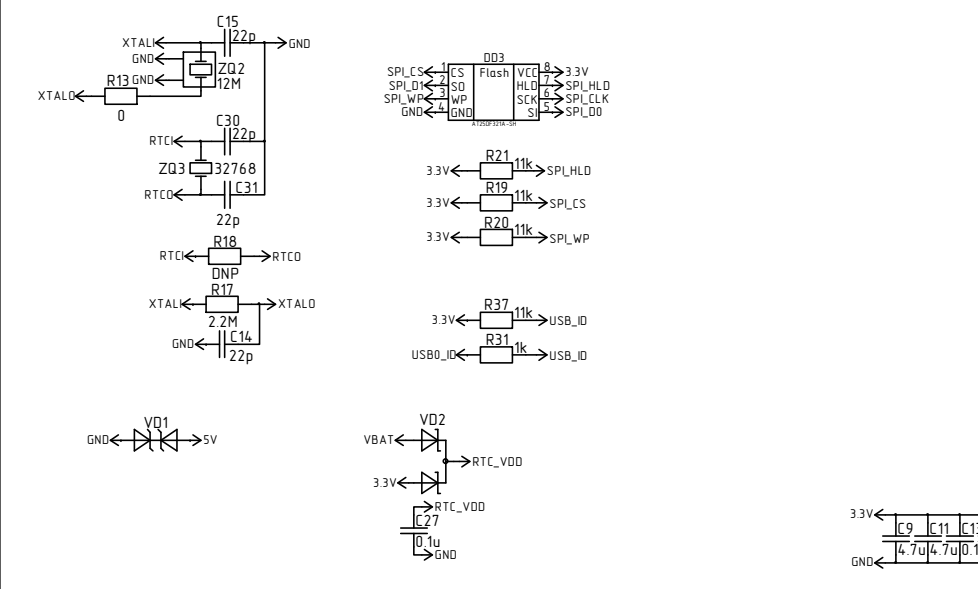 C15
22p
XTALI
GND
GND
ZQ2
R13
GND
12M
XTALO
0
C30
22p
RTCI
ZQ3
32768
C31
RTCO
22p
R18
RTCI
RTCO
DNP
R17
XTALI
XTALO
2.2M
C14
GND
22p
DD3
SPI_CS 1 CS Flash VCC 8 3.3V
SPI_D1 2 SO HLD 7 SPI_HLD
SPI_WP 3 WP SCK 6 SPI_CLK
GND 4 GND SI 5 SPI_D0
AT25DF321A-SH
R21
11k
3.3V
SPI_HLD
R19
11k
3.3V
SPI_CS
R20
11k
3.3V
SPI_WP
R37
11k
3.3V
USB_ID
R31
1k
USB0_ID
USB_ID
VD1
GND
5V
VD2
VBAT
RTC_VDD
3.3V
RTC_VDD
C27
0.1u
GND
3.3V
C9 C11 C13
4.7u 4.7u 0.1
GND